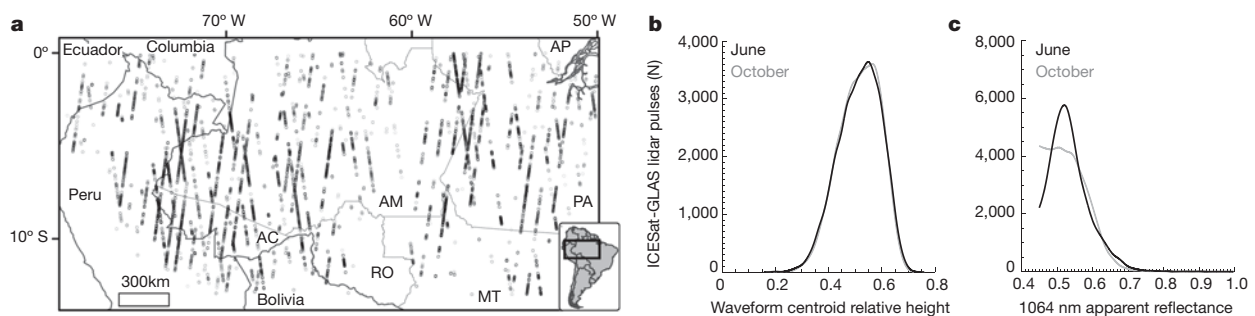 a
70° W
60° W
50° W
0°
Ecuador
Columbia
AP
Peru
AM
PA
10° S
AC
RO
300km
Bolivia
MT
b
ICESat-GLAS lidar pulses (N)
4,000
3,000
2,000
1,000
0
June
October
0
0.2
0.4
0.6
0.8
Waveform centroid relative height
c
8,000
6,000
4,000
2,000
0
June
October
0.4
0.5
0.6
0.7
0.8
0.9
1.0
1064 nm apparent reflectance